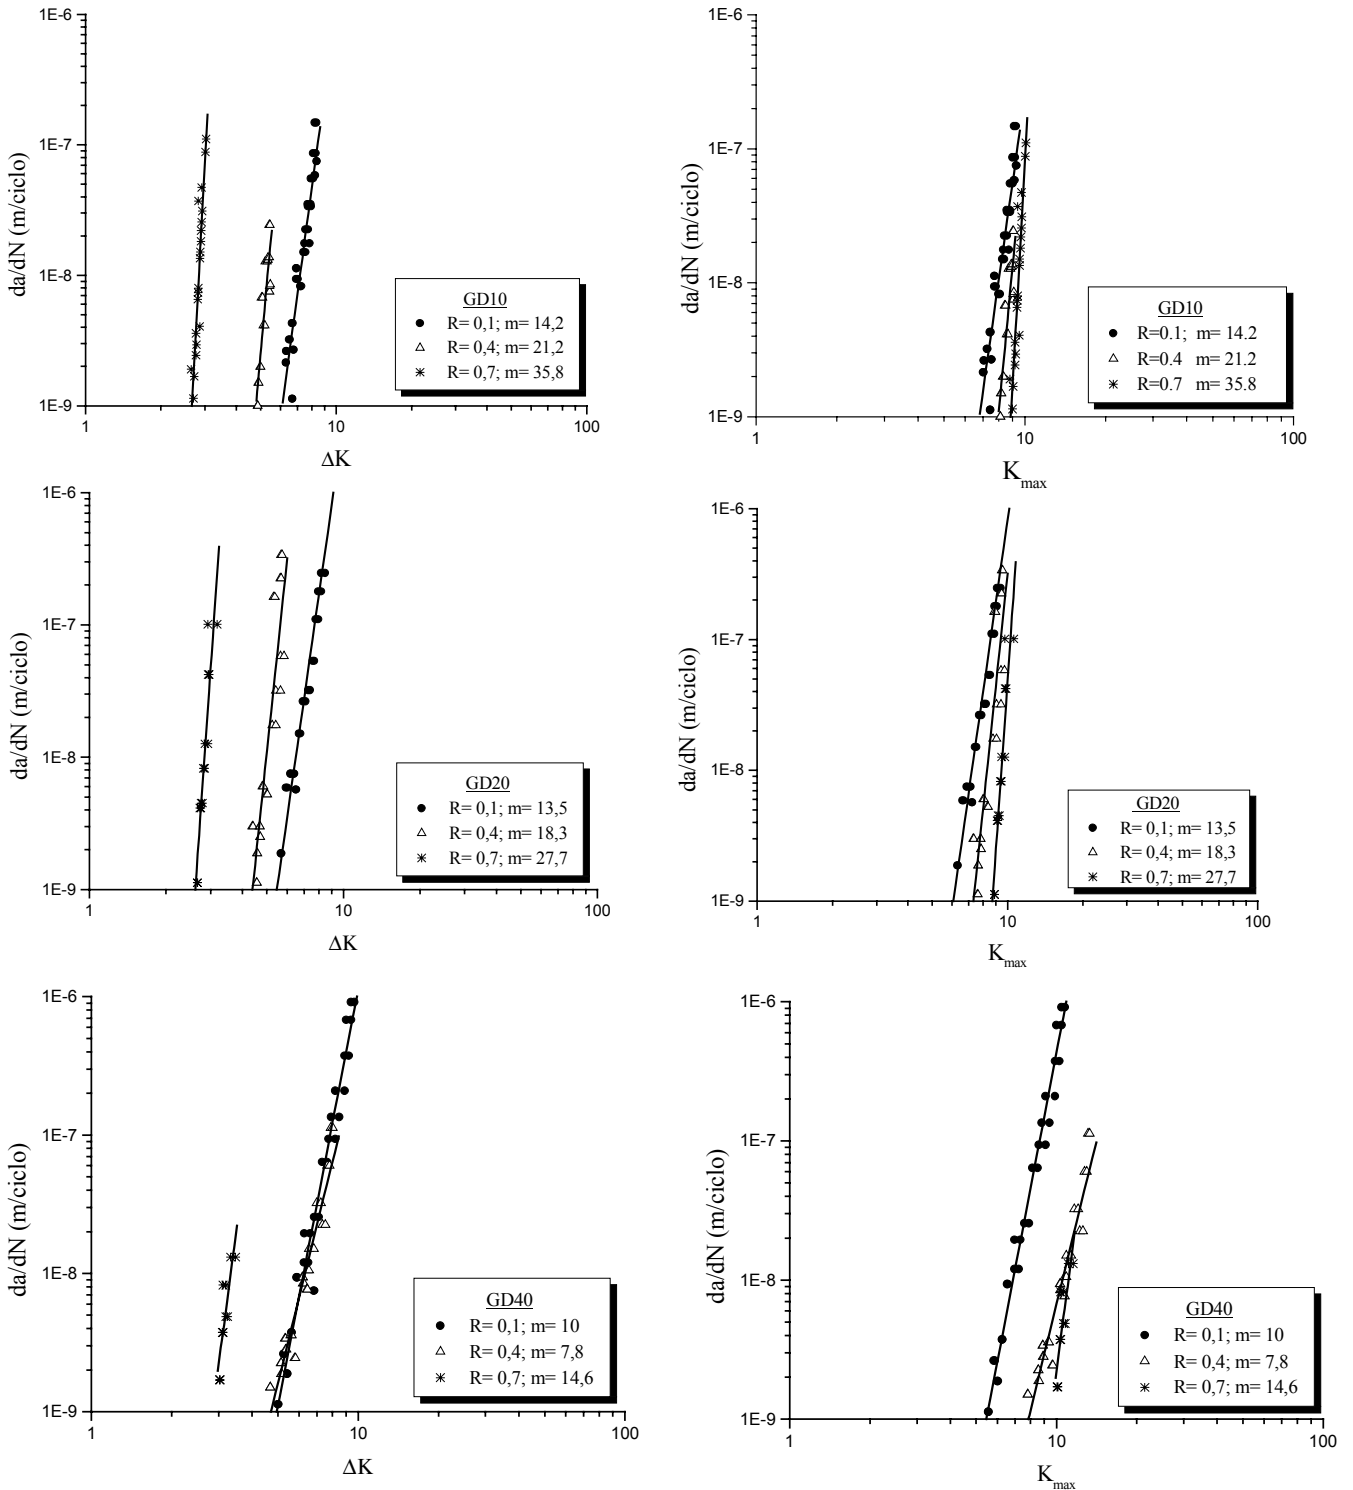 1E-6
1E-7
1E-8
1E-9
da/dN (m/ciclo)
1 10 100
ΔK
GD10
R= 0,1; m= 14,2
R= 0,4; m= 21,2
R= 0,7; m= 35,8
1E-6
1E-7
1E-8
1E-9
da/dN (m/ciclo)
1 10 100
Kmax
GD10
R=0.1; m= 14.2
R=0.4 m= 21.2
R=0.7 m= 35.8
1E-6
1E-7
1E-8
1E-9
da/dN (m/ciclo)
1 10 100
ΔK
GD20
R= 0,1; m= 13,5
R= 0,4; m= 18,3
R= 0,7; m= 27,7
1E-6
1E-7
1E-8
1E-9
da/dN (m/ciclo)
1 10 100
Kmax
GD20
R= 0,1; m= 13,5
R= 0,4; m= 18,3
R= 0,7; m= 27,7
1E-6
1E-7
1E-8
1E-9
da/dN (m/ciclo)
1 10 100
ΔK
GD40
R= 0,1; m= 10
R= 0,4; m= 7,8
R= 0,7; m= 14,6
1E-6
1E-7
1E-8
1E-9
da/dN (m/ciclo)
1 10 100
Kmax
GD40
R= 0,1; m= 10
R= 0,4; m= 7,8
R= 0,7; m= 14,6